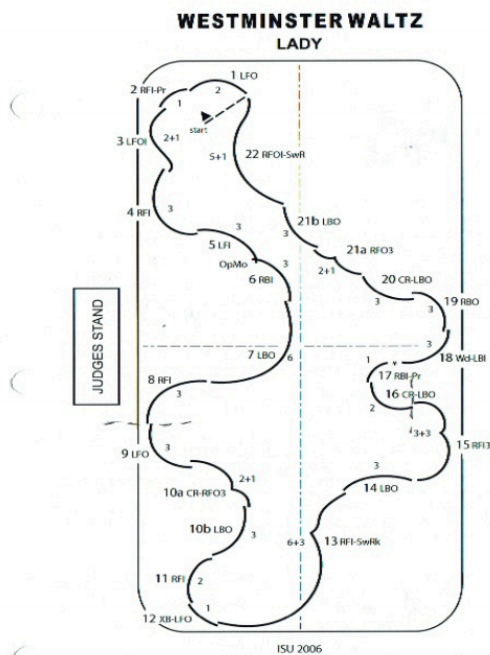 WESTMINSTER WALTZ
LADY
1 LFO
2 RFI-Pr
2
1
start
3 LFOI
2+1
5+1
22 RFOI-SwR
4 RFI
3
3
21b LBO
5 LFI
3
21a RFO3
OpMo
2+1
6 RBI
3
20 CR-LBO
3
19 RBO
3
JUDGES STAND
7 LBO
6
3
18 Wd-LBI
1
8 RFI
17 RBI-Pr
3
16 CR-LBO
2
3+3
15 RFI3
9 LFO
3
3
10a CR-RFO3
2+1
14 LBO
10b LBO
3
6+3
13 RFI-SwRk
11 RFI
2
12 XB-LFO
1
ISU 2006